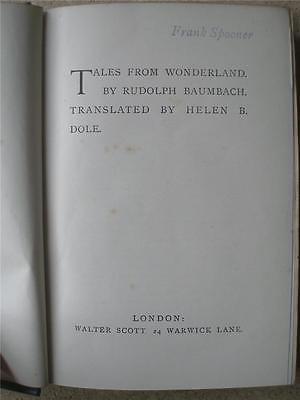 Frank Spooner
TALES FROM WONDERLAND.
BY RUDOLPH BAUMBACH,
TRANSLATED BY HELEN B.
DOLE.
LONDON:
WALTER SCOTT 24 WARWICK LANE.